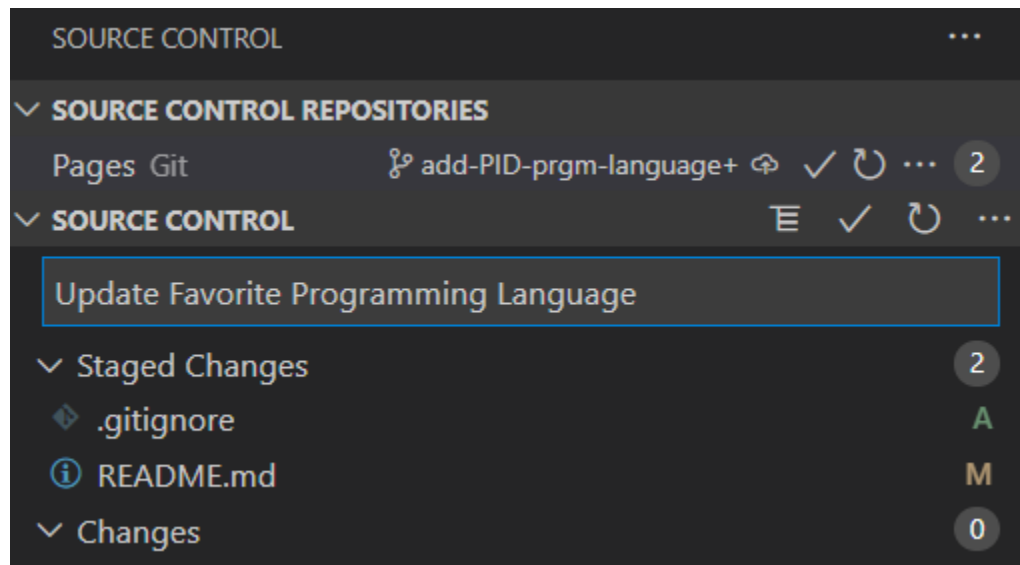 SOURCE CONTROL
SOURCE CONTROL REPOSITORIES
Pages Git add-PID-prgm-language+ 2
SOURCE CONTROL
Update Favorite Programming Language
Staged Changes 2
.gitignore A
README.md M
Changes 0